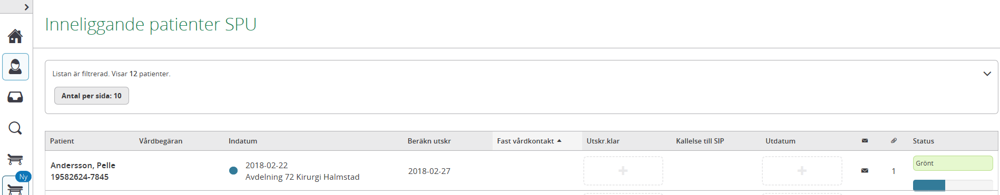 Inneliggande patienter SPU
Listan är filtrerad. Visar 12 patienter.
Antal per sida: 10
Patient Vårdbegäran Indatum Beräkn utskr Fast vårdkontakt Utskr.klar Kallelse till SIP Utdatum Status
Andersson, Pelle
19582624-7845
2018-02-22
Avdelning 72 Kirurgi Halmstad
2018-02-27
1
Grönt
Ny